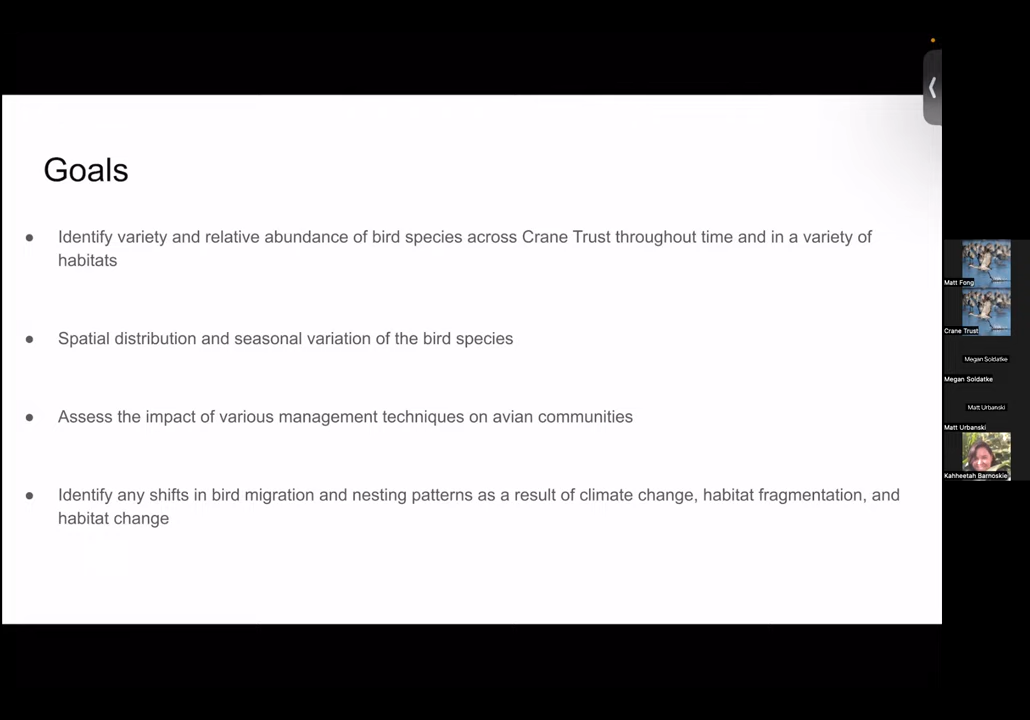 Goals
● Identify variety and relative abundance of bird species across Crane Trust throughout time and in a variety of
habitats
● Spatial distribution and seasonal variation of the bird species
● Assess the impact of various management techniques on avian communities
● Identify any shifts in bird migration and nesting patterns as a result of climate change, habitat fragmentation, and
habitat change
Matt Fong
Crane Trust
Megan Soldatke
Megan Soldatke
Matt Urbanski
Matt Urbanski
Kahheetah Barnoskie